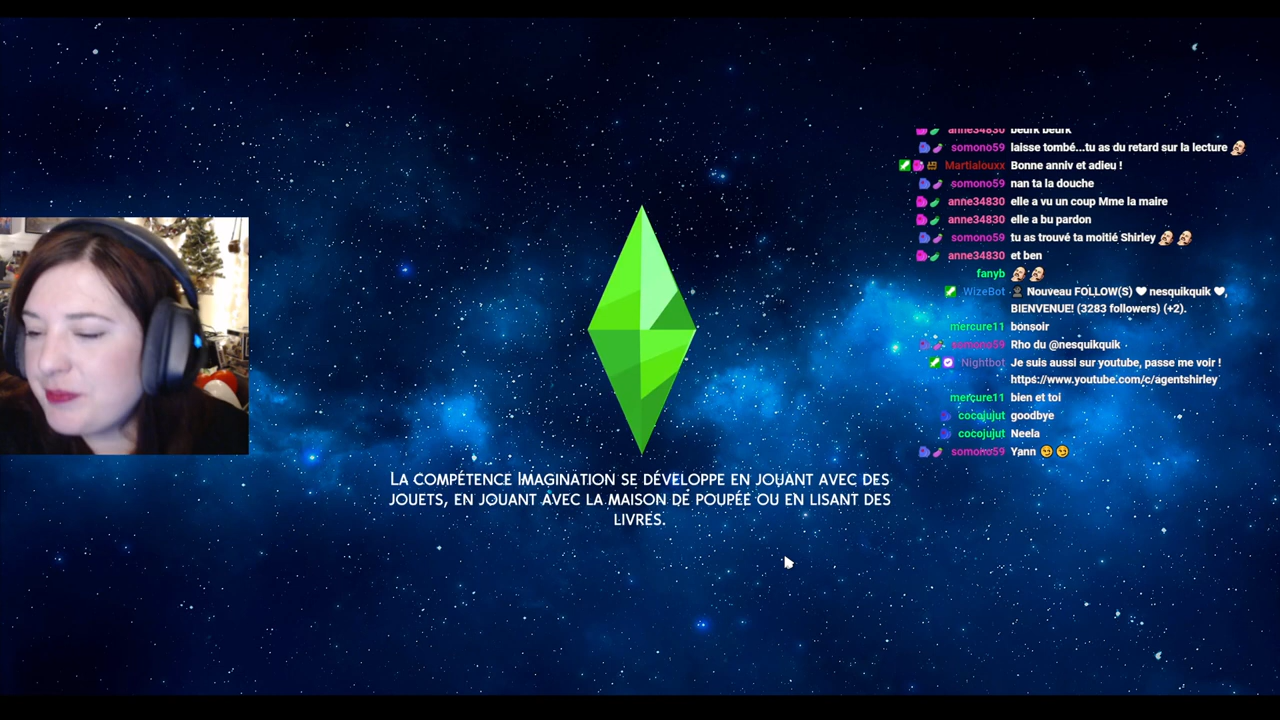 anne34830 beurk beurk
somono59 laisse tombé...tu as du retard sur la lecture
Martialouxx Bonne anniv et adieu !
somono59 nan ta la douche
anne34830 elle a vu un coup Mme la maire
anne34830 elle a bu pardon
somono59 tu as trouvé ta moitié Shirley
anne34830 et ben
fanyb
WizeBot Nouveau FOLLOW(S) nesquikquik ,
BIENVENUE! (3283 followers) (+2).
mercure11 bonsoir
somono59 Rho du @nesquikquik
Nightbot Je suis aussi sur youtube, passe me voir !
https://www.youtube.com/c/agentshirley
mercure11 bien et toi
cocojujut goodbye
cocojujut Neela
somono59 Yann
La compétence Imagination se développe en jouant avec des
jouets, en jouant avec la maison de poupée ou en lisant des
livres.